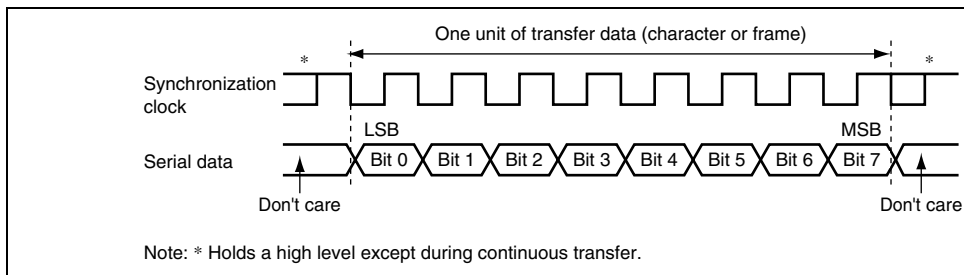 One unit of transfer data (character or frame)
* *
Synchronization
clock
LSB MSB
Serial data Bit 0 Bit 1 Bit 2 Bit 3 Bit 4 Bit 5 Bit 6 Bit 7
Don't care Don't care
Note: * Holds a high level except during continuous transfer.